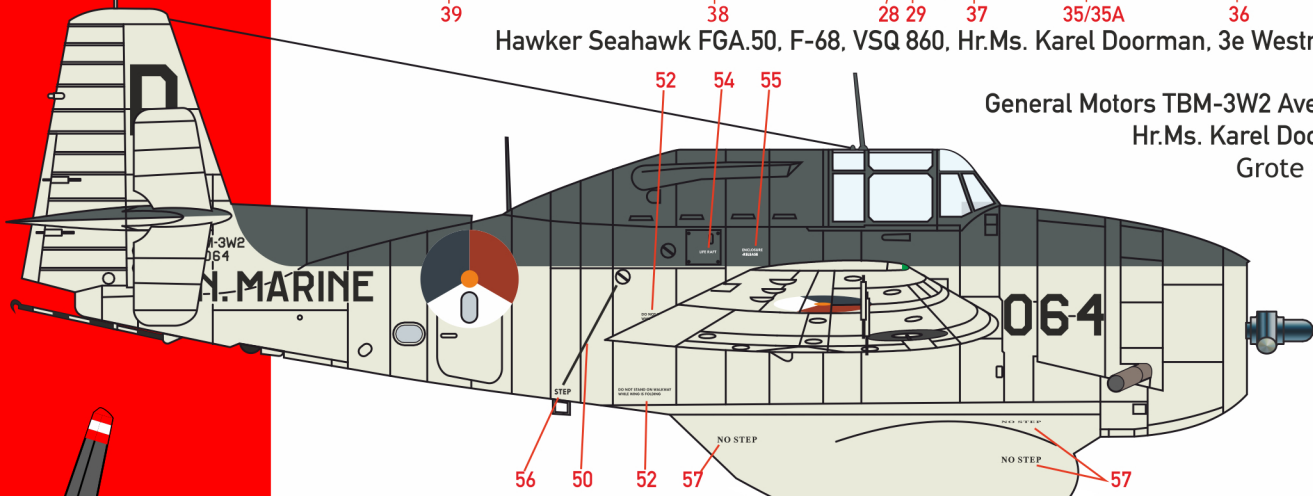 39 38 28 29 37 35/35A 36
Hawker Seahawk FGA.50, F-68, VSQ 860, Hr.Ms. Karel Doorman, 3e
52 54 55
General Motors TBM-3W2
Hr.Ms. Karel
Grote
D
-3W2
064
N. MARINE
LIFE RAFT
ENCLOSURE
RELEASE
064
STEP
DO NOT STAND ON WALKWAY
WHILE WING IS FOLDING
NO STEP
NO STEP
NO STEP
56 50 52 57 57